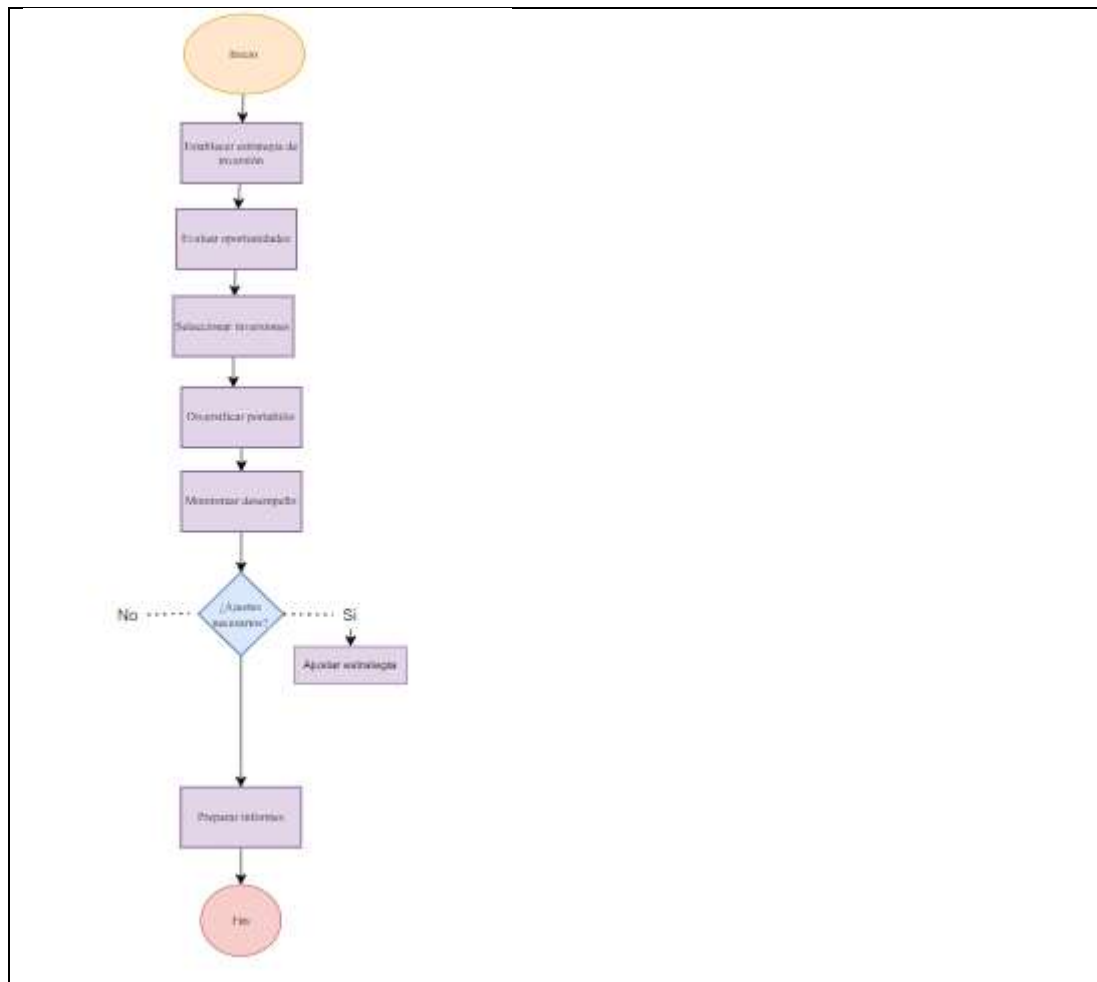 Inicio
Establecer estrategia de
inversión
Evaluar oportunidades
Seleccionar inversiones
Diversificar portafolio
Monitorear desempeño
¿Ajustes
necesarios?
No
Si
Ajustar estrategia
Preparar informes
Fin